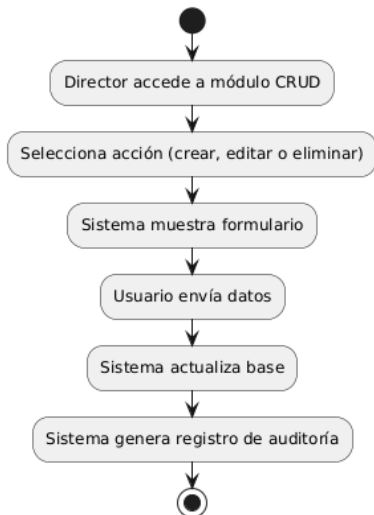 Director accede a módulo CRUD
Selecciona acción (crear, editar o eliminar)
Sistema muestra formulario
Usuario envía datos
Sistema actualiza base
Sistema genera registro de auditoría